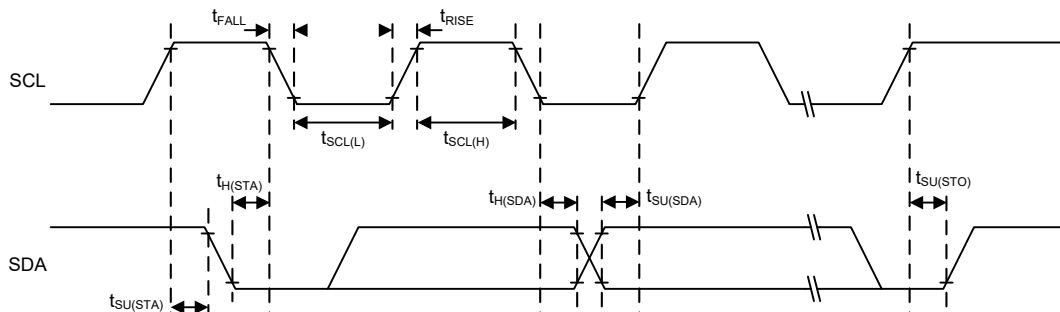 tFALL
tRISE
SCL
tSCL(L)
tSCL(H)
tH(STA)
tH(SDA)
tSU(SDA)
tSU(STO)
SDA
tSU(STA)